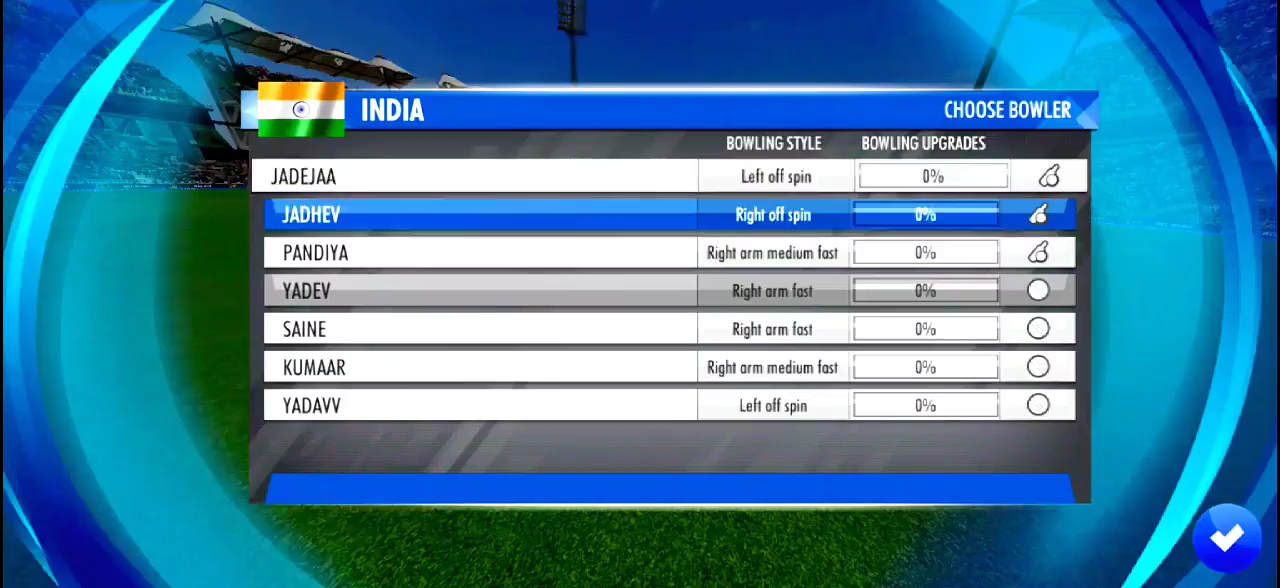 INDIA CHOOSE BOWLER
BOWLING STYLE BOWLING UPGRADES
JADEJAA Left off spin 0%
JADHEV Right off spin 0%
PANDIYA Right arm medium fast 0%
YADEV Right arm fast 0%
SAINE Right arm fast 0%
KUMAAR Right arm medium fast 0%
YADAVV Left off spin 0%